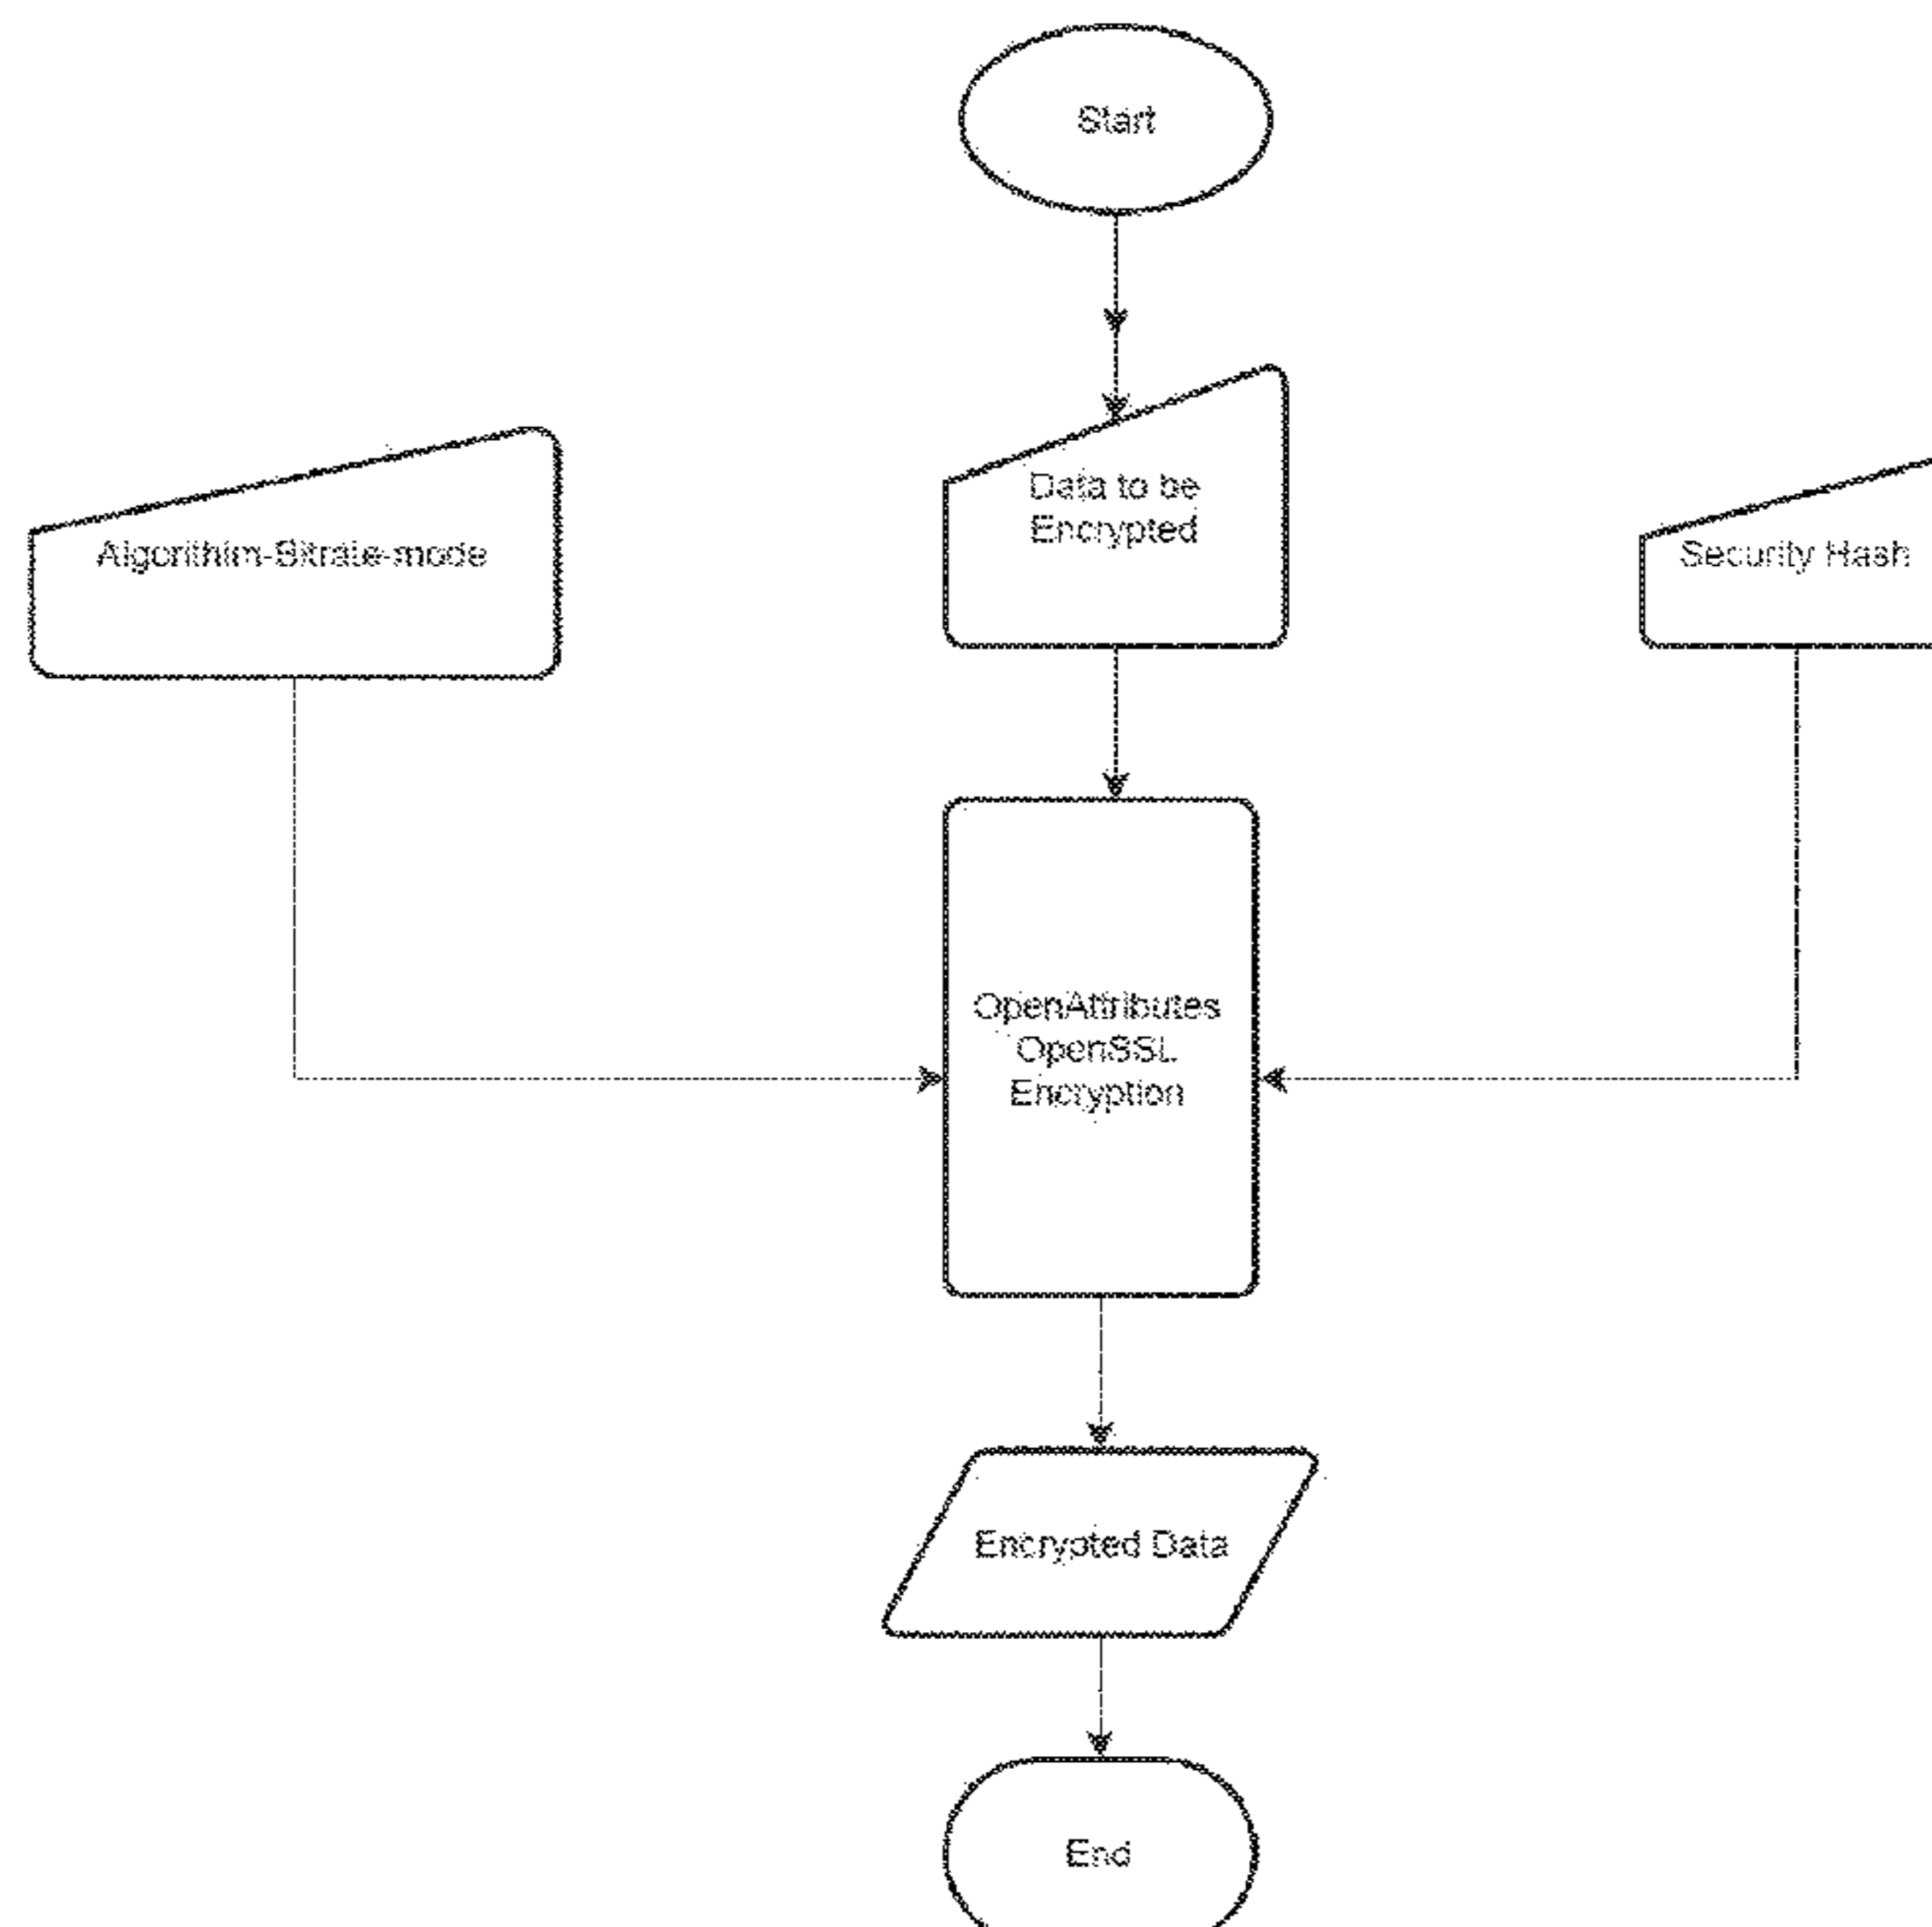 Start
Data to be
Encrypted
Algorithim-Bitrate-mode
Security Hash
OpenAttributes
OpenSSL
Encryption
Encrypted Data
End